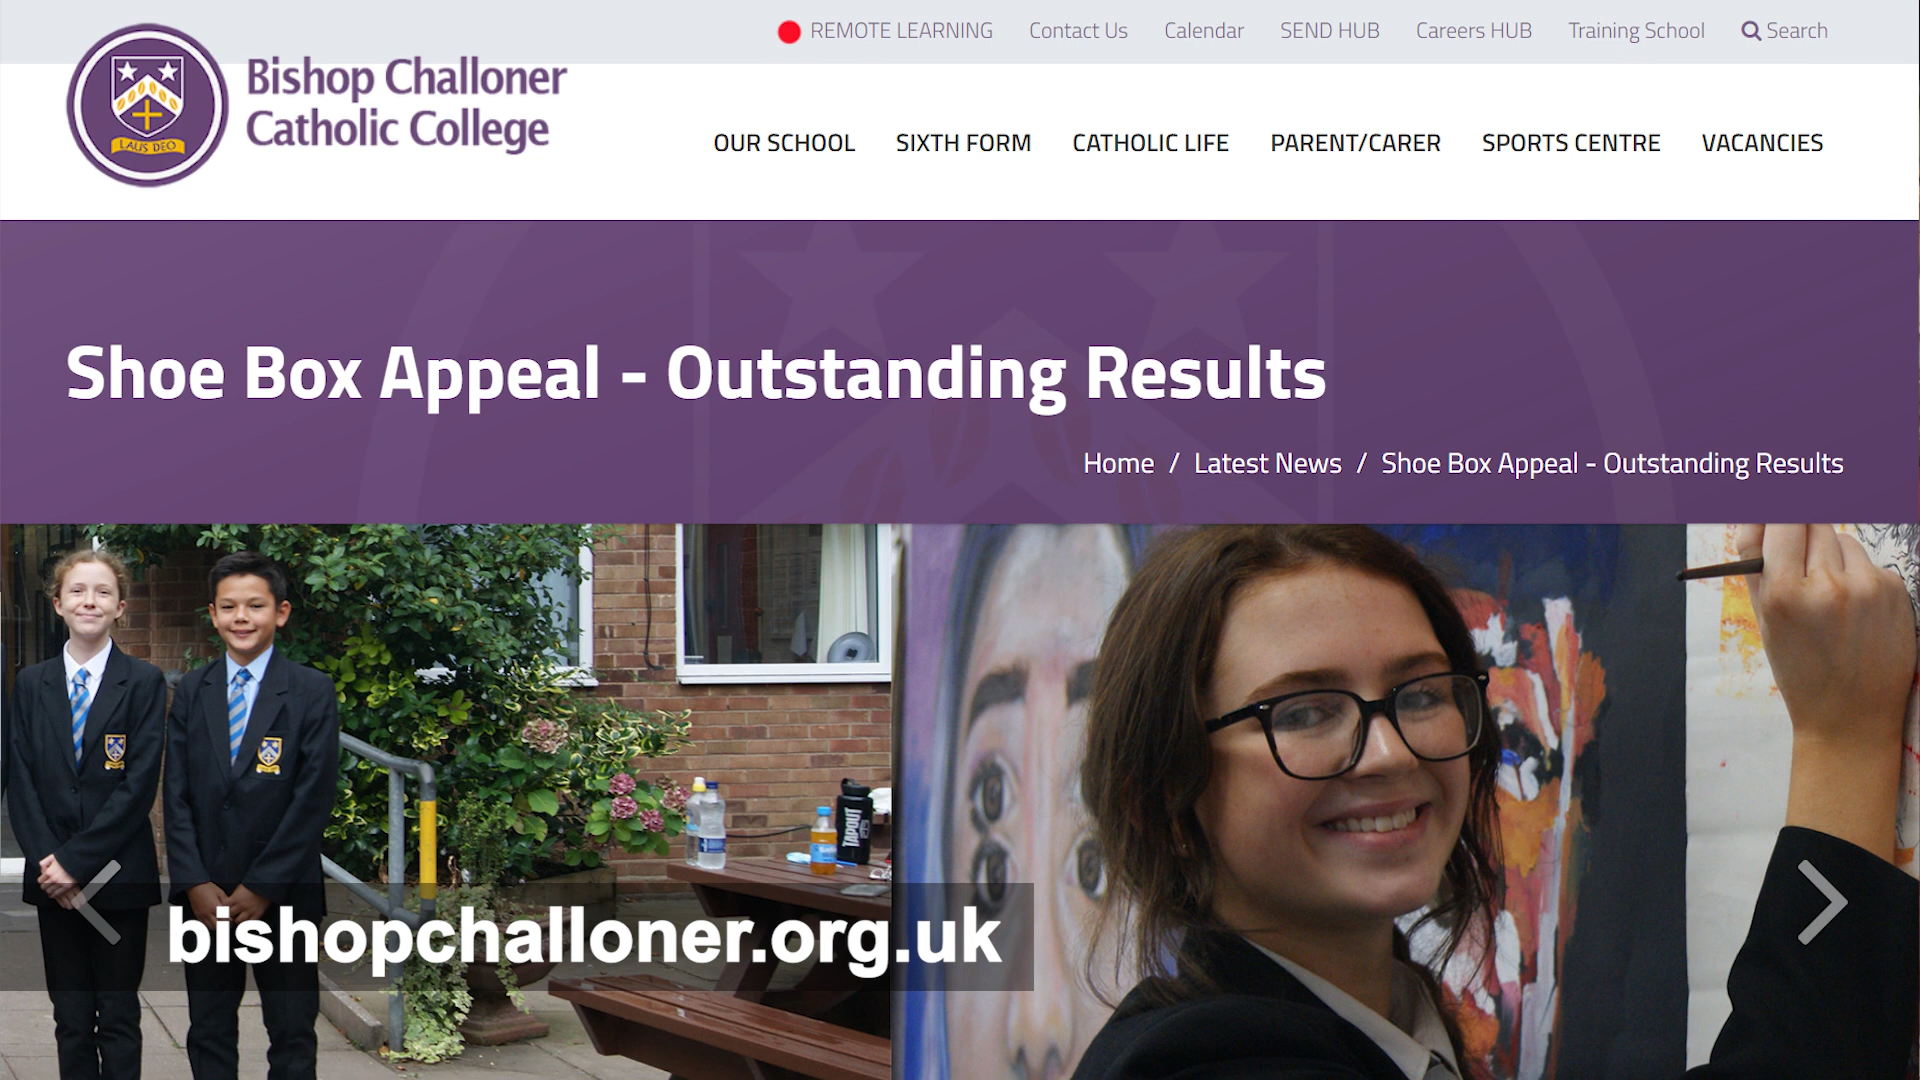 REMOTE LEARNING Contact Us Calendar SEND HUB Careers HUB Training School Search
Bishop Challoner
Catholic College
LAUS DEO
OUR SCHOOL SIXTH FORM CATHOLIC LIFE PARENT/CARER SPORTS CENTRE VACANCIES
Shoe Box Appeal - Outstanding Results
Home / Latest News / Shoe Box Appeal - Outstanding Results
TAPOUT
bishopchalloner.org.uk